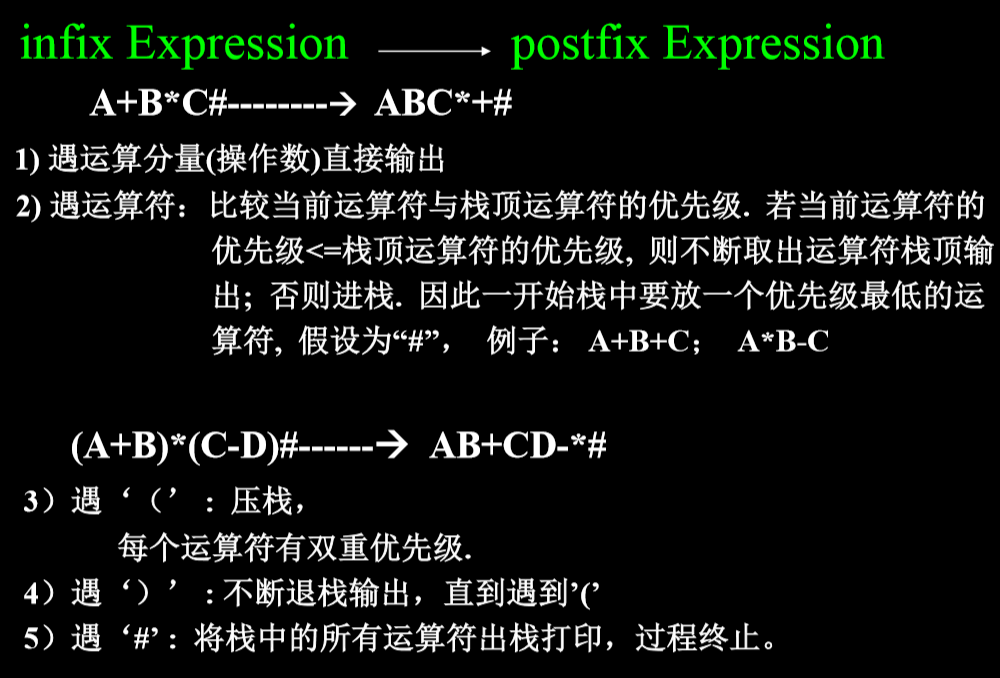 infix Expression ——→ postfix Expression
A+B*C#--------→ ABC*+#
1) 遇运算分量(操作数)直接输出
2) 遇运算符：比较当前运算符与栈顶运算符的优先级. 若当前运算符的
优先级<=栈顶运算符的优先级, 则不断取出运算符栈顶输
出; 否则进栈. 因此一开始栈中要放一个优先级最低的运
算符, 假设为“#”， 例子： A+B+C； A*B-C
(A+B)*(C-D)#------→ AB+CD-*#
3）遇‘（’：压栈，
每个运算符有双重优先级.
4）遇‘）’：不断退栈输出，直到遇到’(‘
5）遇‘#’：将栈中的所有运算符出栈打印，过程终止。